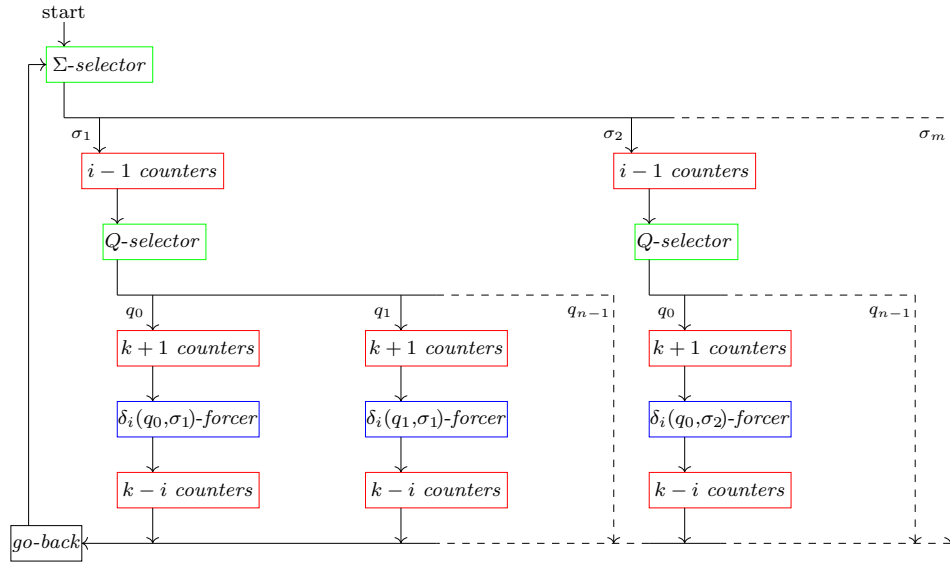 start
Σ-selector
σ₁ σ₂ σₘ
i − 1 counters i − 1 counters
Q-selector Q-selector
q₀ q₁ qₙ₋₁ q₀ qₙ₋₁
k + 1 counters k + 1 counters k + 1 counters
δᵢ(q₀,σ₁)-forcer δᵢ(q₁,σ₁)-forcer δᵢ(q₀,σ₂)-forcer
k − i counters k − i counters k − i counters
go-back